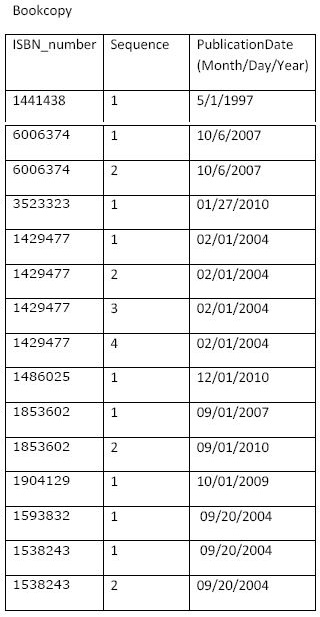 Bookcopy
ISBN_number Sequence PublicationDate
(Month/Day/Year)
1441438 1 5/1/1997
6006374 1 10/6/2007
6006374 2 10/6/2007
3523323 1 01/27/2010
1429477 1 02/01/2004
1429477 2 02/01/2004
1429477 3 02/01/2004
1429477 4 02/01/2004
1486025 1 12/01/2010
1853602 1 09/01/2007
1853602 2 09/01/2010
1904129 1 10/01/2009
1593832 1 09/20/2004
1538243 1 09/20/2004
1538243 2 09/20/2004